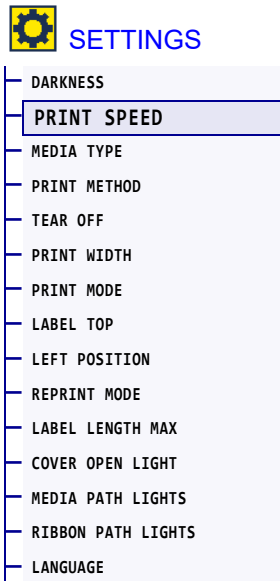 SETTINGS
DARKNESS
PRINT SPEED
MEDIA TYPE
PRINT METHOD
TEAR OFF
PRINT WIDTH
PRINT MODE
LABEL TOP
LEFT POSITION
REPRINT MODE
LABEL LENGTH MAX
COVER OPEN LIGHT
MEDIA PATH LIGHTS
RIBBON PATH LIGHTS
LANGUAGE